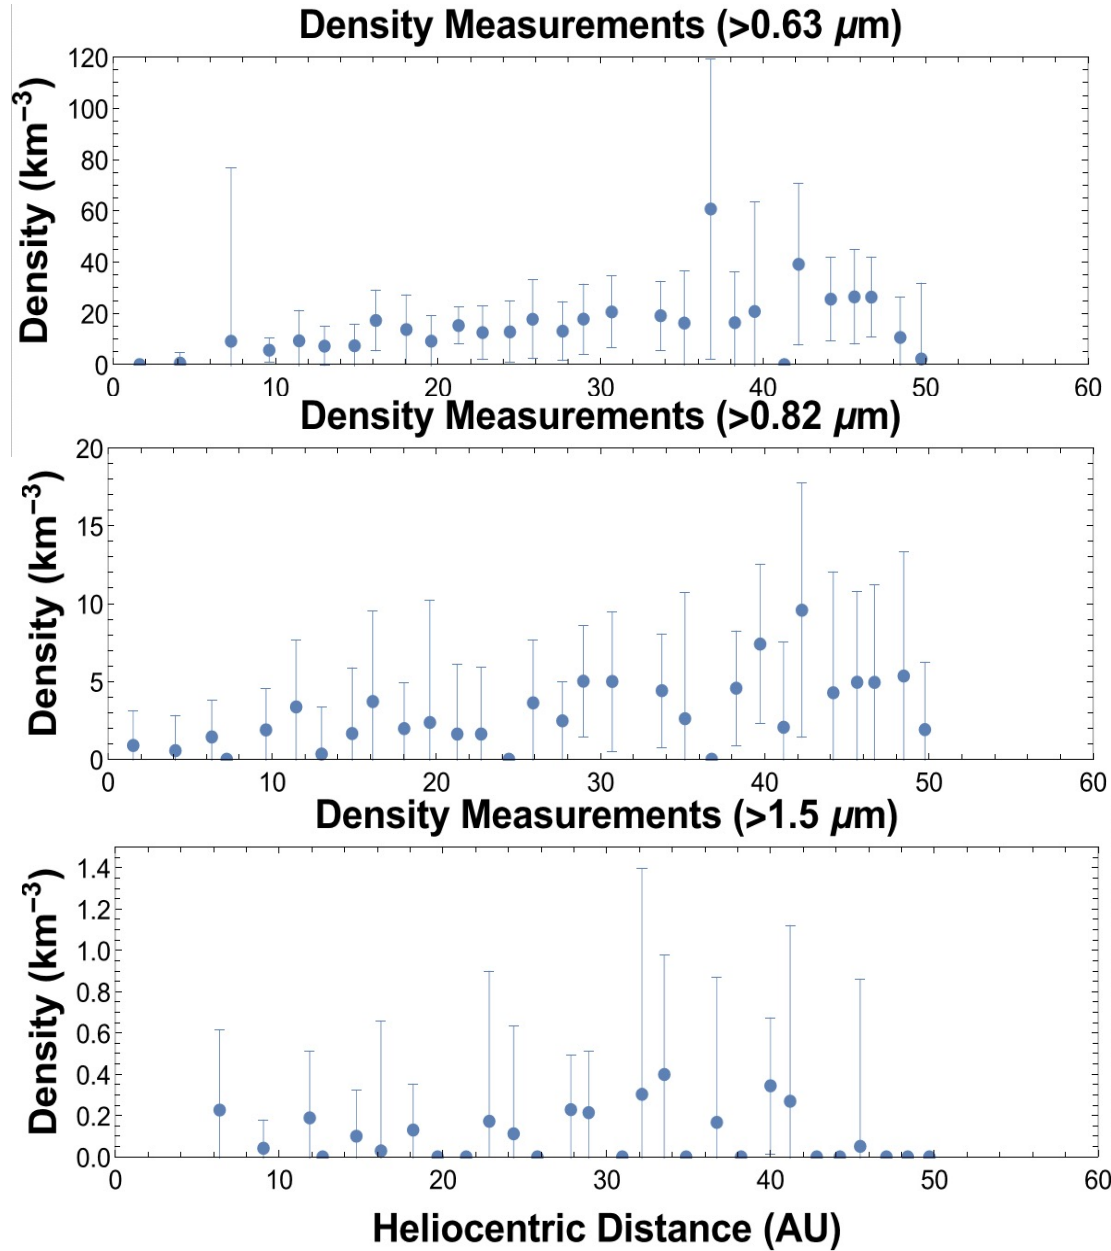 Density Measurements (>0.63 µm)
Density (km⁻³)
120
100
80
60
40
20
0
0 10 20 30 40 50 60
Density Measurements (>0.82 µm)
Density (km⁻³)
20
15
10
5
0
0 10 20 30 40 50 60
Density Measurements (>1.5 µm)
Density (km⁻³)
1.4
1.2
1.0
0.8
0.6
0.4
0.2
0.0
0 10 20 30 40 50 60
Heliocentric Distance (AU)